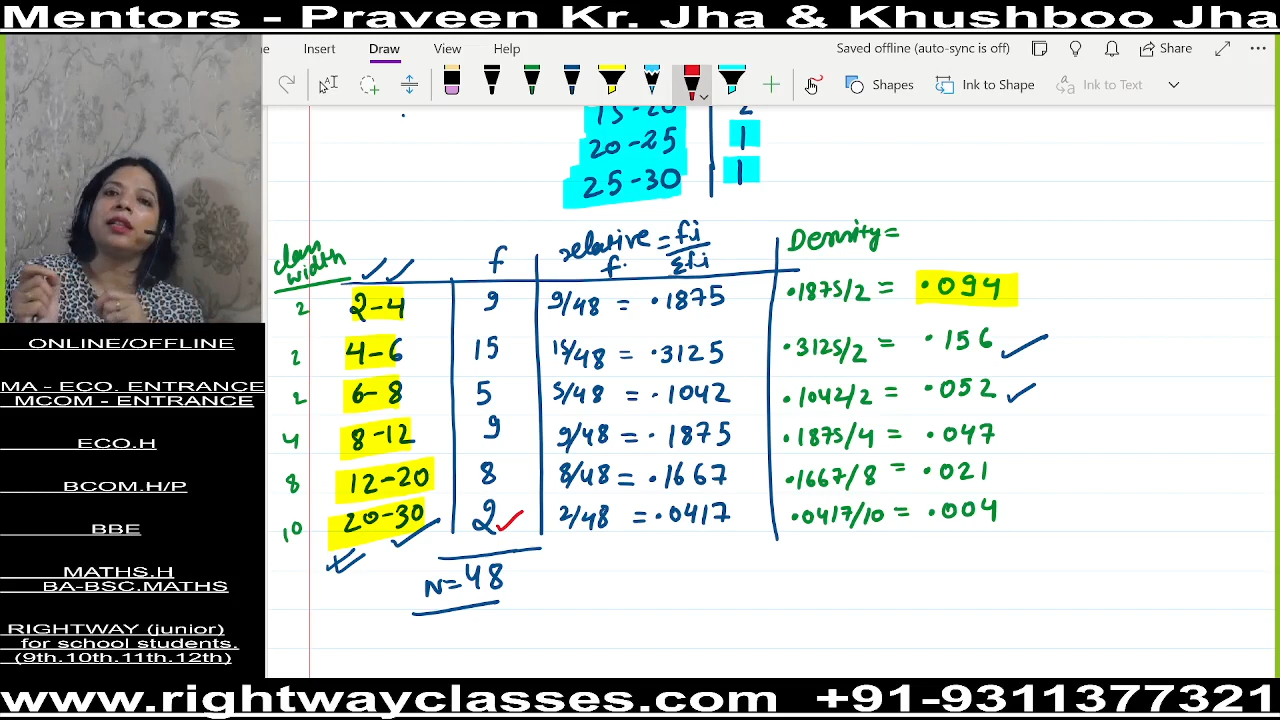 Mentors - Praveen Kr. Jha & Khushboo Jha
Insert Draw View Help Saved offline (auto-sync is off) Share
Shapes Ink to Shape Ink to Text
15-20 2
20-25 1
25-30 1
class width f relative f. = fi/Σfi Density=
2 2-4 9 9/48 = .1875 .1875/2 = .094
2 4-6 15 15/48 = .3125 .3125/2 = .156
2 6-8 5 5/48 = .1042 .1042/2 = .052
4 8-12 9 9/48 = .1875 .1875/4 = .047
8 12-20 8 8/48 = .1667 .1667/8 = .021
10 20-30 2 2/48 = .0417 .0417/10 = .004
N=48
ONLINE/OFFLINE
MA - ECO. ENTRANCE
MCOM - ENTRANCE
ECO.H
BCOM.H/P
BBE
MATHS.H
BA-BSC.MATHS
RIGHTWAY (junior)
for school students.
(9th.10th.11th.12th)
www.rightwayclasses.com +91-9311377321